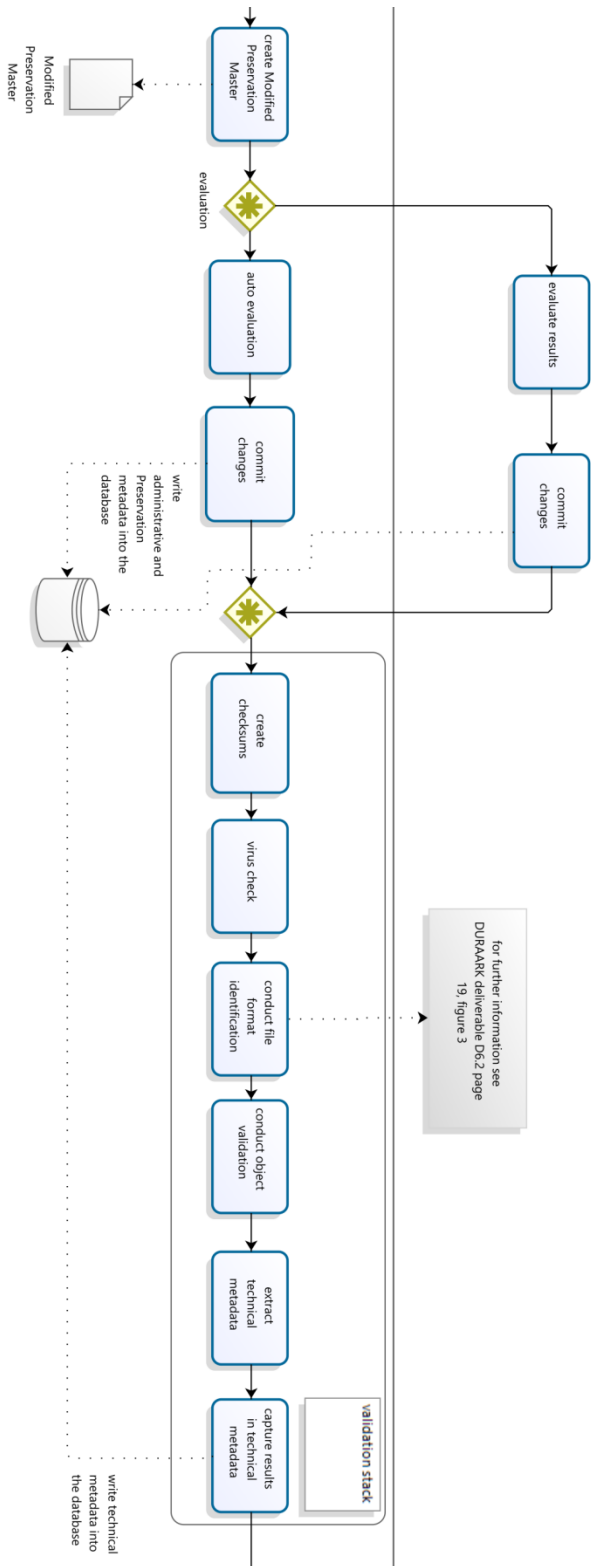 evaluate results
commit
changes
for further information see
DURAARK deliverable D6.2 page
19, figure 3
create Modified
Preservation
Master
evaluation
auto evaluation
commit
changes
create
checksums
virus check
conduct file
format
identification
conduct object
validation
extract
technical
metadata
capture results
in technical
metadata
validation stack
Modified
Preservation
Master
write
administrative and
Preservation
metadata into the
database
write technical
metadata into
the database